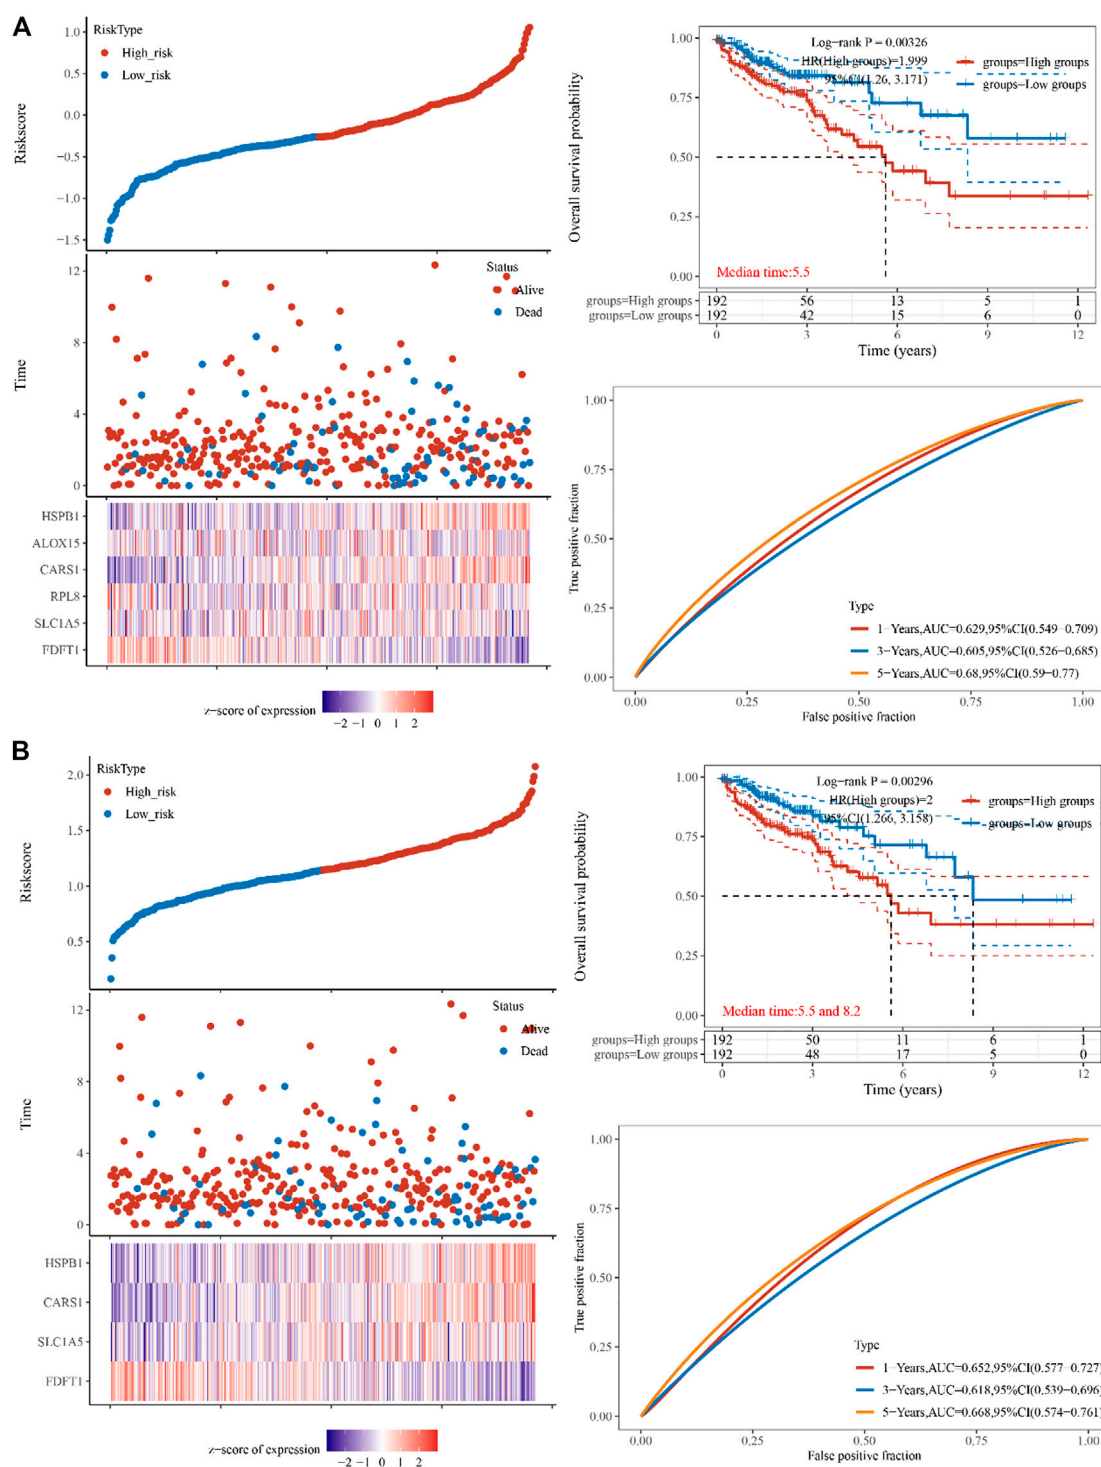 A
RiskType
High_risk
Low_risk
Riskscore
1.0
0.5
0.0
−0.5
−1.0
−1.5
Status
Alive
Dead
Time
12
8
4
0
HSPB1
ALOX15
CARS1
RPL8
SLC1A5
FDFT1
z−score of expression
−2 −1 0 1 2
Log−rank P = 0.00326
HR(High groups)=1.999
95%CI(1.26, 3.171)
groups=High groups
groups=Low groups
Overall survival probability
1.00
0.75
0.50
0.25
0.00
Median time:5.5
groups=High groups 192 56 13 5 1
groups=Low groups 192 42 15 6 0
0 3 6 9 12
Time (years)
True positive fraction
1.00
0.75
0.50
0.25
0.00
Type
1−Years,AUC=0.629,95%CI(0.549−0.709)
3−Years,AUC=0.605,95%CI(0.526−0.685)
5−Years,AUC=0.68,95%CI(0.59−0.77)
0.00 0.25 0.50 0.75 1.00
False positive fraction
B
RiskType
High_risk
Low_risk
Riskscore
2.0
1.5
1.0
0.5
Status
Alive
Dead
Time
12
8
4
0
HSPB1
CARS1
SLC1A5
FDFT1
z−score of expression
−2 −1 0 1 2
Log−rank P = 0.00296
HR(High groups)=2
95%CI(1.266, 3.158)
groups=High groups
groups=Low groups
Overall survival probability
1.00
0.75
0.50
0.25
0.00
Median time:5.5 and 8.2
groups=High groups 192 50 11 6 1
groups=Low groups 192 48 17 5 0
0 3 6 9 12
Time (years)
True positive fraction
1.00
0.75
0.50
0.25
0.00
Type
1−Years,AUC=0.652,95%CI(0.577−0.727)
3−Years,AUC=0.618,95%CI(0.539−0.696)
5−Years,AUC=0.668,95%CI(0.574−0.761)
0.00 0.25 0.50 0.75 1.00
False positive fraction